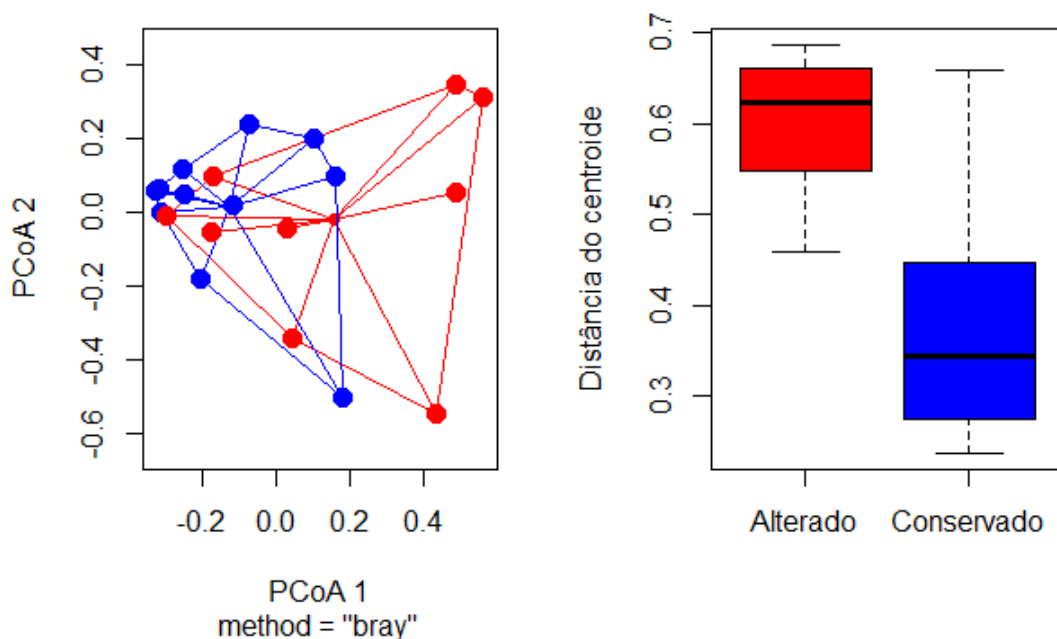 PCoA 2
0.4
0.2
0.0
-0.2
-0.4
-0.6
-0.2 0.0 0.2 0.4
PCoA 1
method = "bray"
Distância do centroide
0.7
0.6
0.5
0.4
0.3
Alterado Conservado